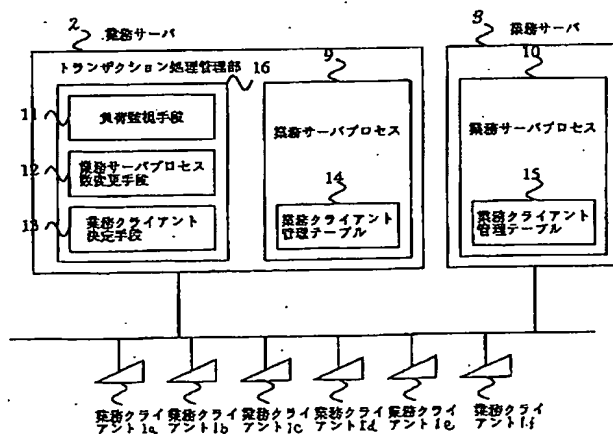 2 業務サーバ
3 業務サーバ
トランザクション処理管理部 16
9
10
11
負荷監視手段
業務サーバプロセス
業務サーバプロセス
12
業務サーバプロセス
数変更手段
14
15
13
業務クライアント
決定手段
業務クライアント
管理テーブル
業務クライアント
管理テーブル
業務クライ
アント1a
業務クライ
アント1b
業務クライ
アント1c
業務クライ
アント1d
業務クライ
アント1e
業務クライ
アント1f